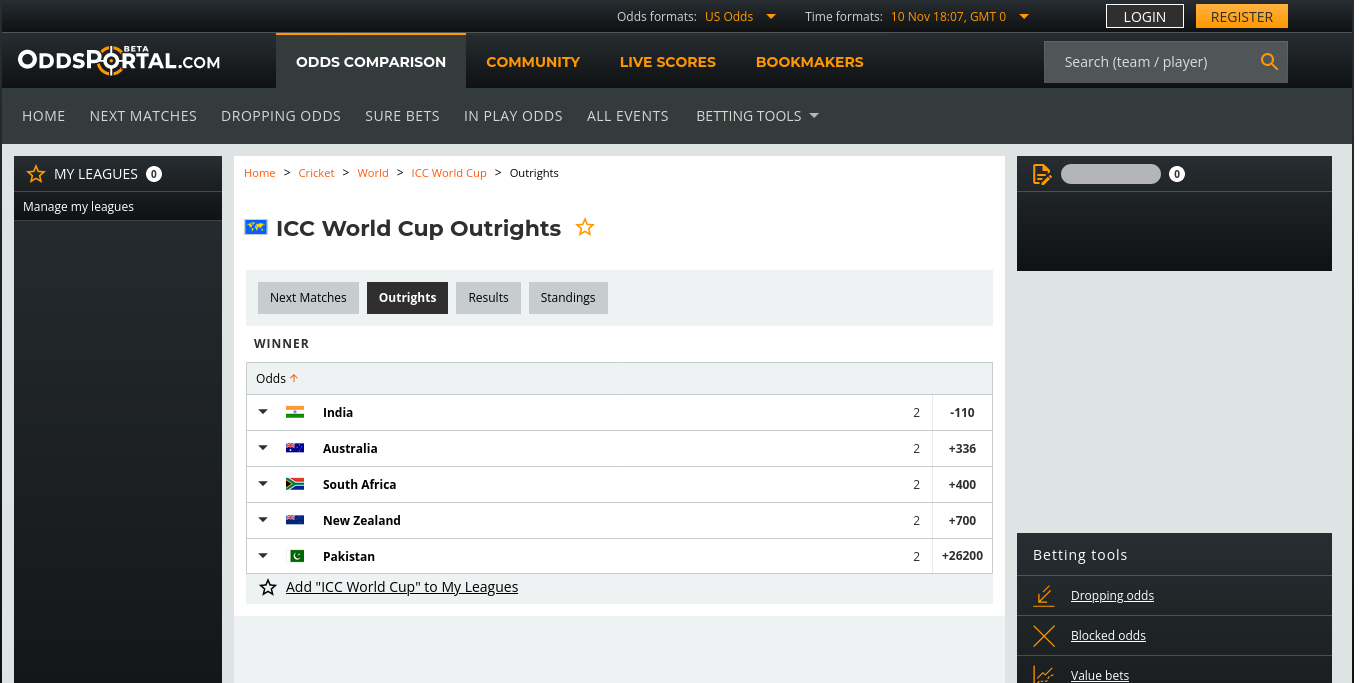 Odds formats: US Odds Time formats: 10 Nov 18:07, GMT 0 LOGIN REGISTER
ODDSPORTAL.COM BETA ODDS COMPARISON COMMUNITY LIVE SCORES BOOKMAKERS Search (team / player)
HOME NEXT MATCHES DROPPING ODDS SURE BETS IN PLAY ODDS ALL EVENTS BETTING TOOLS
MY LEAGUES 0
Manage my leagues
Home > Cricket > World > ICC World Cup > Outrights
ICC World Cup Outrights
Next Matches Outrights Results Standings
WINNER
Odds
India 2 -110
Australia 2 +336
South Africa 2 +400
New Zealand 2 +700
Pakistan 2 +26200
Add "ICC World Cup" to My Leagues
0
Betting tools
Dropping odds
Blocked odds
Value bets